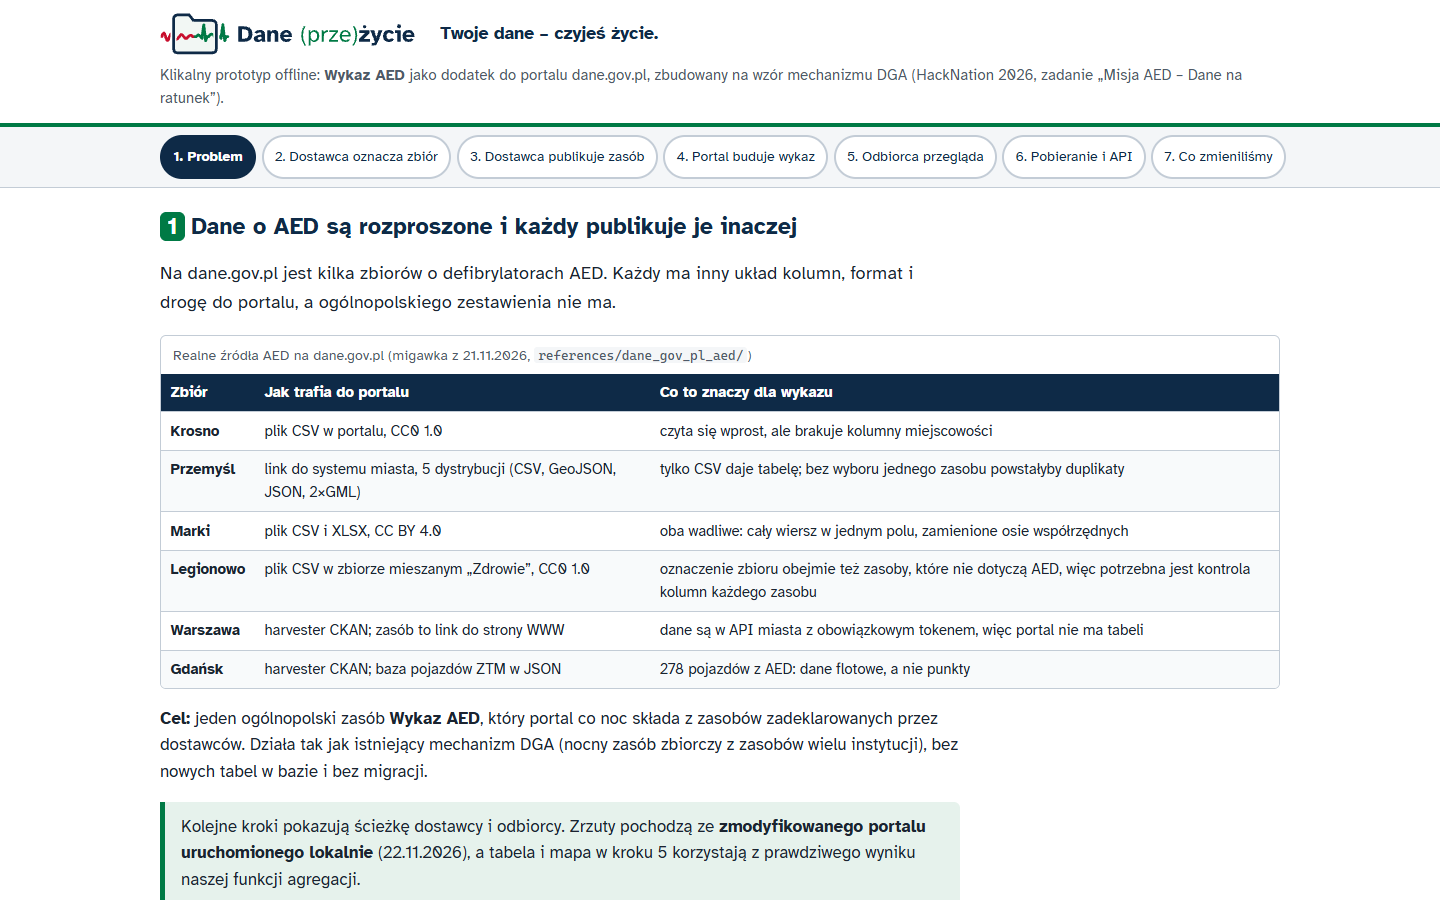 Dane (prze)życie
Twoje dane – czyjeś życie.
Klikalny prototyp offline: Wykaz AED jako dodatek do portalu dane.gov.pl, zbudowany na wzór mechanizmu DGA (HackNation 2026, zadanie „Misja AED – Dane na
ratunek”).
1. Problem
2. Dostawca oznacza zbiór
3. Dostawca publikuje zasób
4. Portal buduje wykaz
5. Odbiorca przegląda
6. Pobieranie i API
7. Co zmieniliśmy
1 Dane o AED są rozproszone i każdy publikuje je inaczej
Na dane.gov.pl jest kilka zbiorów o defibrylatorach AED. Każdy ma inny układ kolumn, format i
drogę do portalu, a ogólnopolskiego zestawienia nie ma.
Realne źródła AED na dane.gov.pl (migawka z 21.11.2026, references/dane_gov_pl_aed/ )
Zbiór Jak trafia do portalu Co to znaczy dla wykazu
Krosno plik CSV w portalu, CC0 1.0 czyta się wprost, ale brakuje kolumny miejscowości
Przemyśl link do systemu miasta, 5 dystrybucji (CSV, GeoJSON, tylko CSV daje tabelę; bez wyboru jednego zasobu powstałyby duplikaty
JSON, 2×GML)
Marki plik CSV i XLSX, CC BY 4.0 oba wadliwe: cały wiersz w jednym polu, zamienione osie współrzędnych
Legionowo plik CSV w zbiorze mieszanym „Zdrowie”, CC0 1.0 oznaczenie zbioru obejmie też zasoby, które nie dotyczą AED, więc potrzebna jest kontrola
kolumn każdego zasobu
Warszawa harvester CKAN; zasób to link do strony WWW dane są w API miasta z obowiązkowym tokenem, więc portal nie ma tabeli
Gdańsk harvester CKAN; baza pojazdów ZTM w JSON 278 pojazdów z AED: dane flotowe, a nie punkty
Cel: jeden ogólnopolski zasób Wykaz AED, który portal co noc składa z zasobów zadeklarowanych przez
dostawców. Działa tak jak istniejący mechanizm DGA (nocny zasób zbiorczy z zasobów wielu instytucji), bez
nowych tabel w bazie i bez migracji.
Kolejne kroki pokazują ścieżkę dostawcy i odbiorcy. Zrzuty pochodzą ze zmodyfikowanego portalu
uruchomionego lokalnie (22.11.2026), a tabela i mapa w kroku 5 korzystają z prawdziwego wyniku
naszej funkcji agregacji.